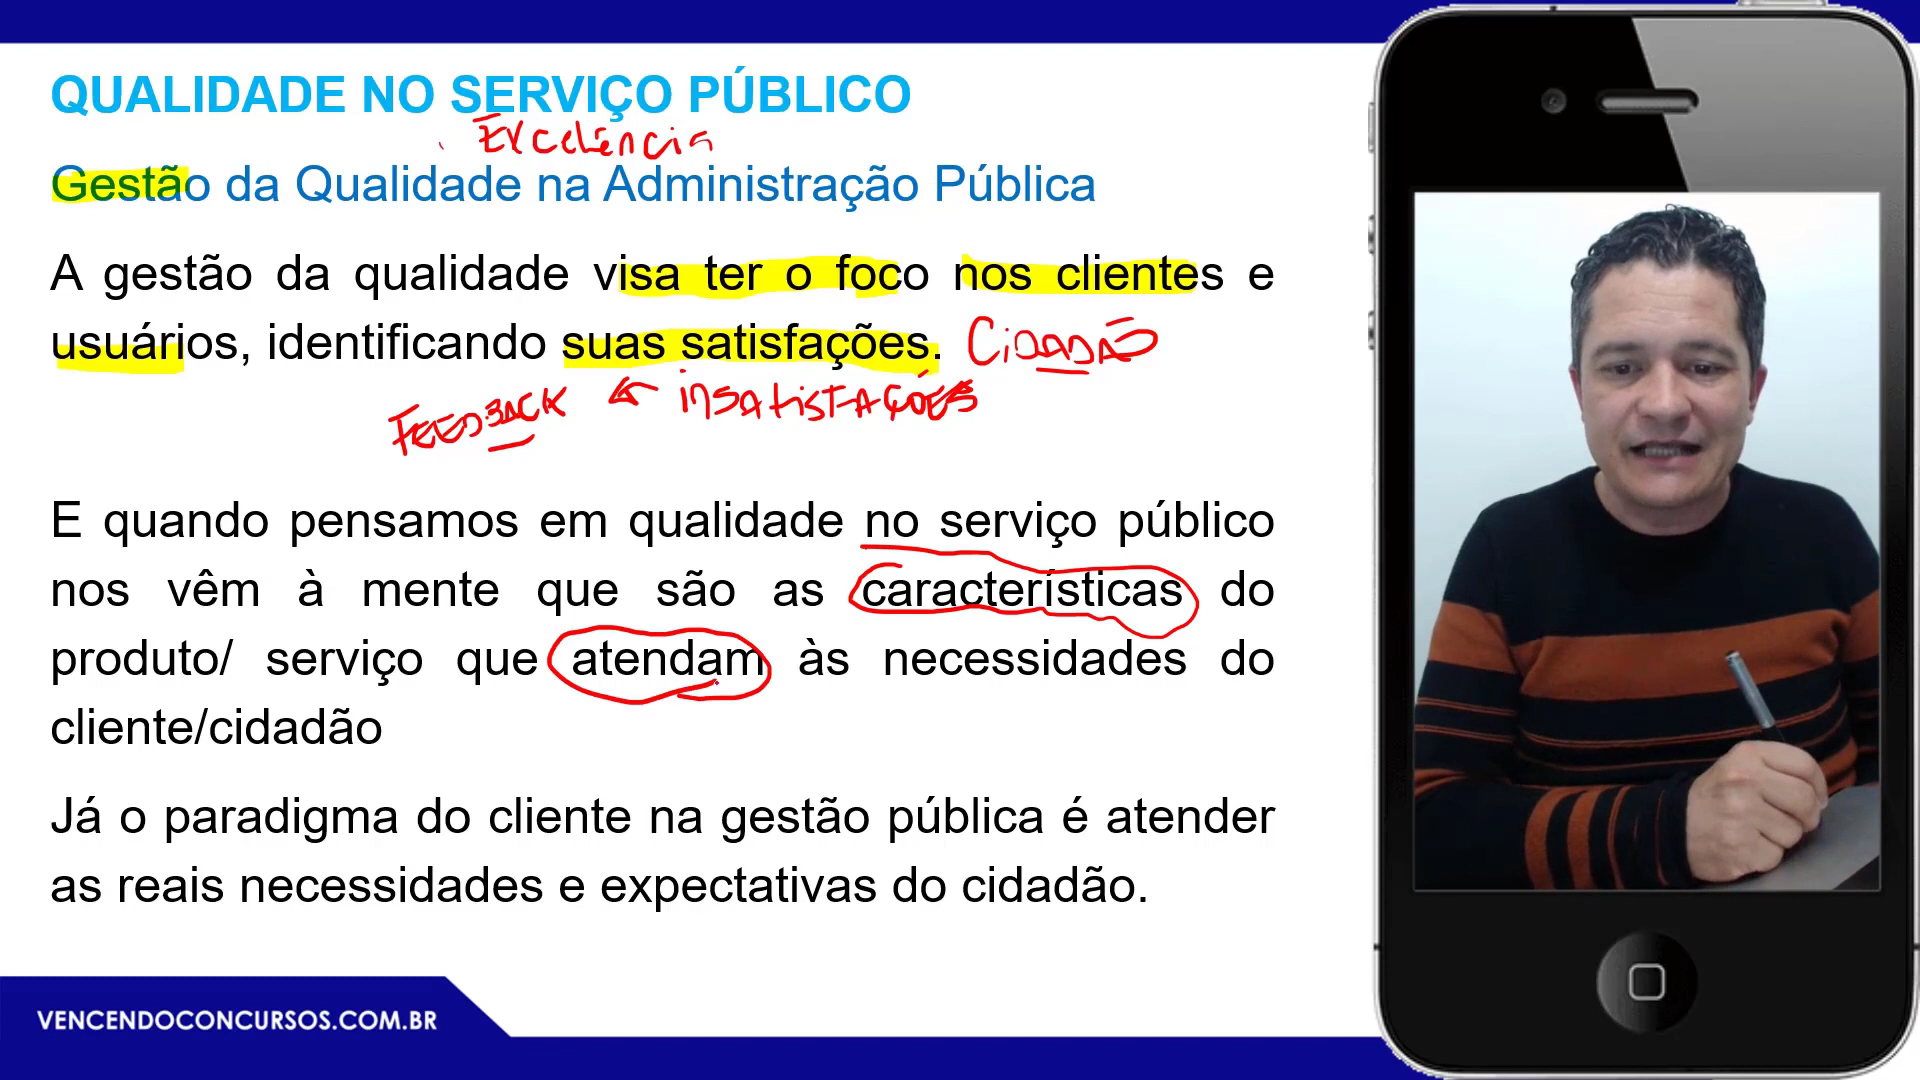 QUALIDADE NO SERVIÇO PÚBLICO
Excelência
Gestão da Qualidade na Administração Pública
A gestão da qualidade visa ter o foco nos clientes e
usuários, identificando suas satisfações. CIDADÃO
FEEDBACK ← insatisfações
E quando pensamos em qualidade no serviço público
nos vêm à mente que são as características do
produto/ serviço que atendam às necessidades do
cliente/cidadão
Já o paradigma do cliente na gestão pública é atender
as reais necessidades e expectativas do cidadão.
VENCENDOCONCURSOS.COM.BR